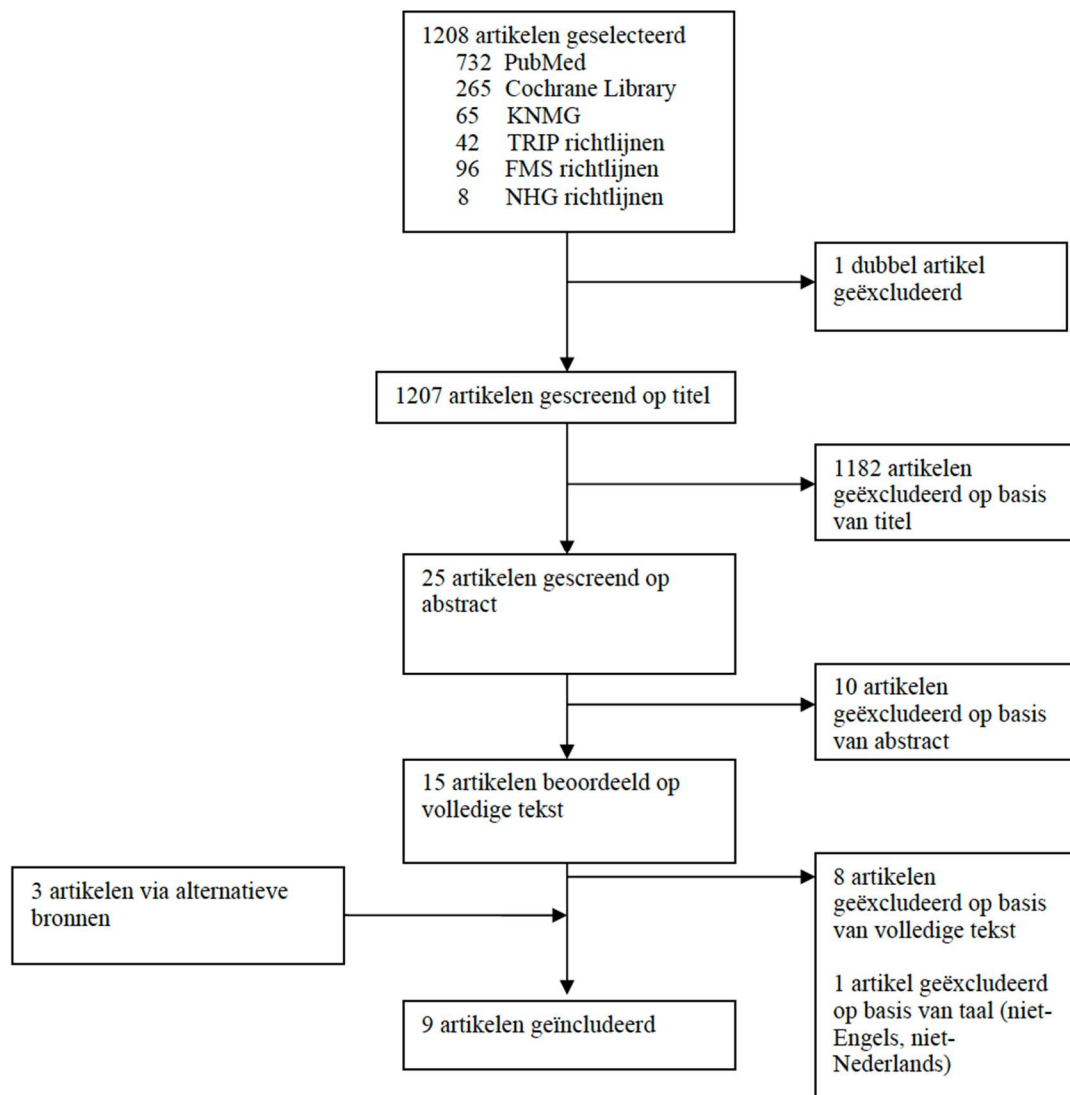 1208 artikelen geselecteerd
732 PubMed
265 Cochrane Library
65 KNMG
42 TRIP richtlijnen
96 FMS richtlijnen
8 NHG richtlijnen
1 dubbel artikel
geëxcludeerd
1207 artikelen gescreend op titel
1182 artikelen
geëxcludeerd op basis
van titel
25 artikelen gescreend op
abstract
10 artikelen
geëxcludeerd op basis
van abstract
15 artikelen beoordeeld op
volledige tekst
3 artikelen via alternatieve
bronnen
8 artikelen
geëxcludeerd op basis
van volledige tekst
1 artikel geëxcludeerd
op basis van taal (niet-
Engels, niet-
Nederlands)
9 artikelen geïncludeerd